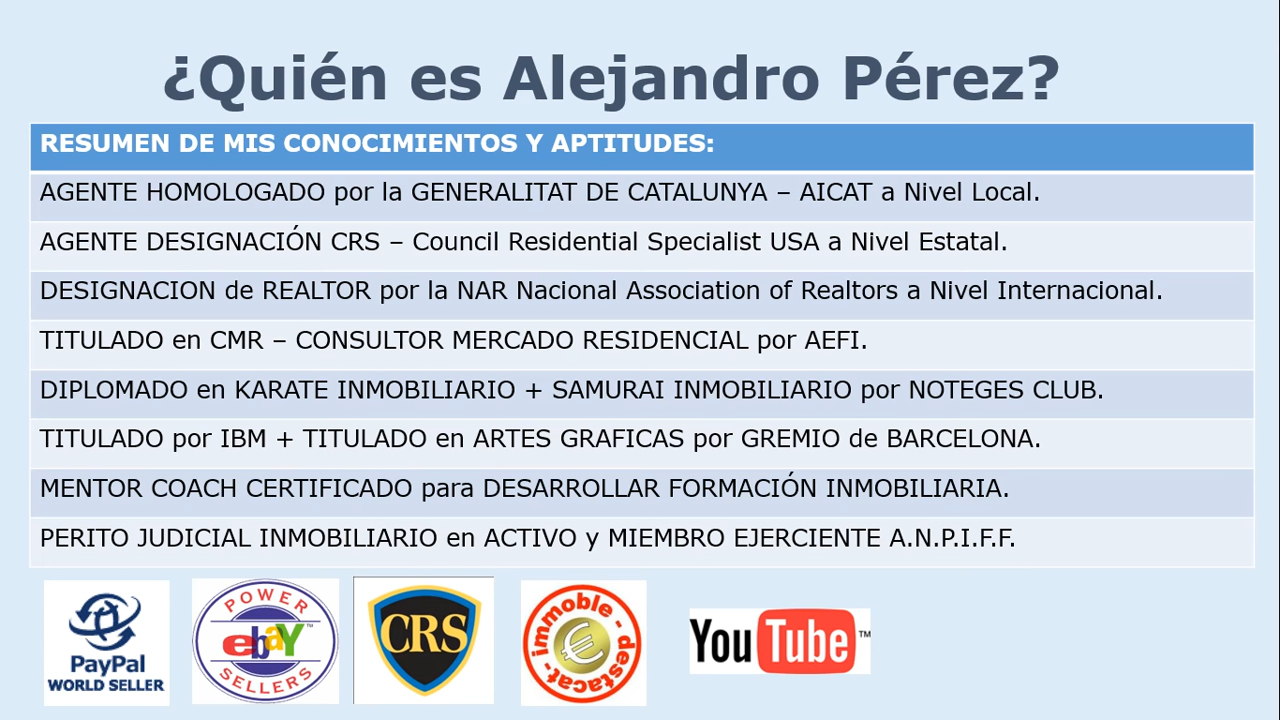 ¿Quién es Alejandro Pérez?
RESUMEN DE MIS CONOCIMIENTOS Y APTITUDES:
AGENTE HOMOLOGADO por la GENERALITAT DE CATALUNYA – AICAT a Nivel Local.
AGENTE DESIGNACIÓN CRS – Council Residential Specialist USA a Nivel Estatal.
DESIGNACION de REALTOR por la NAR Nacional Association of Realtors a Nivel Internacional.
TITULADO en CMR – CONSULTOR MERCADO RESIDENCIAL por AEFI.
DIPLOMADO en KARATE INMOBILIARIO + SAMURAI INMOBILIARIO por NOTEGES CLUB.
TITULADO por IBM + TITULADO en ARTES GRAFICAS por GREMIO de BARCELONA.
MENTOR COACH CERTIFICADO para DESARROLLAR FORMACIÓN INMOBILIARIA.
PERITO JUDICIAL INMOBILIARIO en ACTIVO y MIEMBRO EJERCIENTE A.N.P.I.F.F.
PayPal
WORLD SELLER
POWER
ebaY™
SELLERS
CRS
immoble - destacat -
€
YouTube™